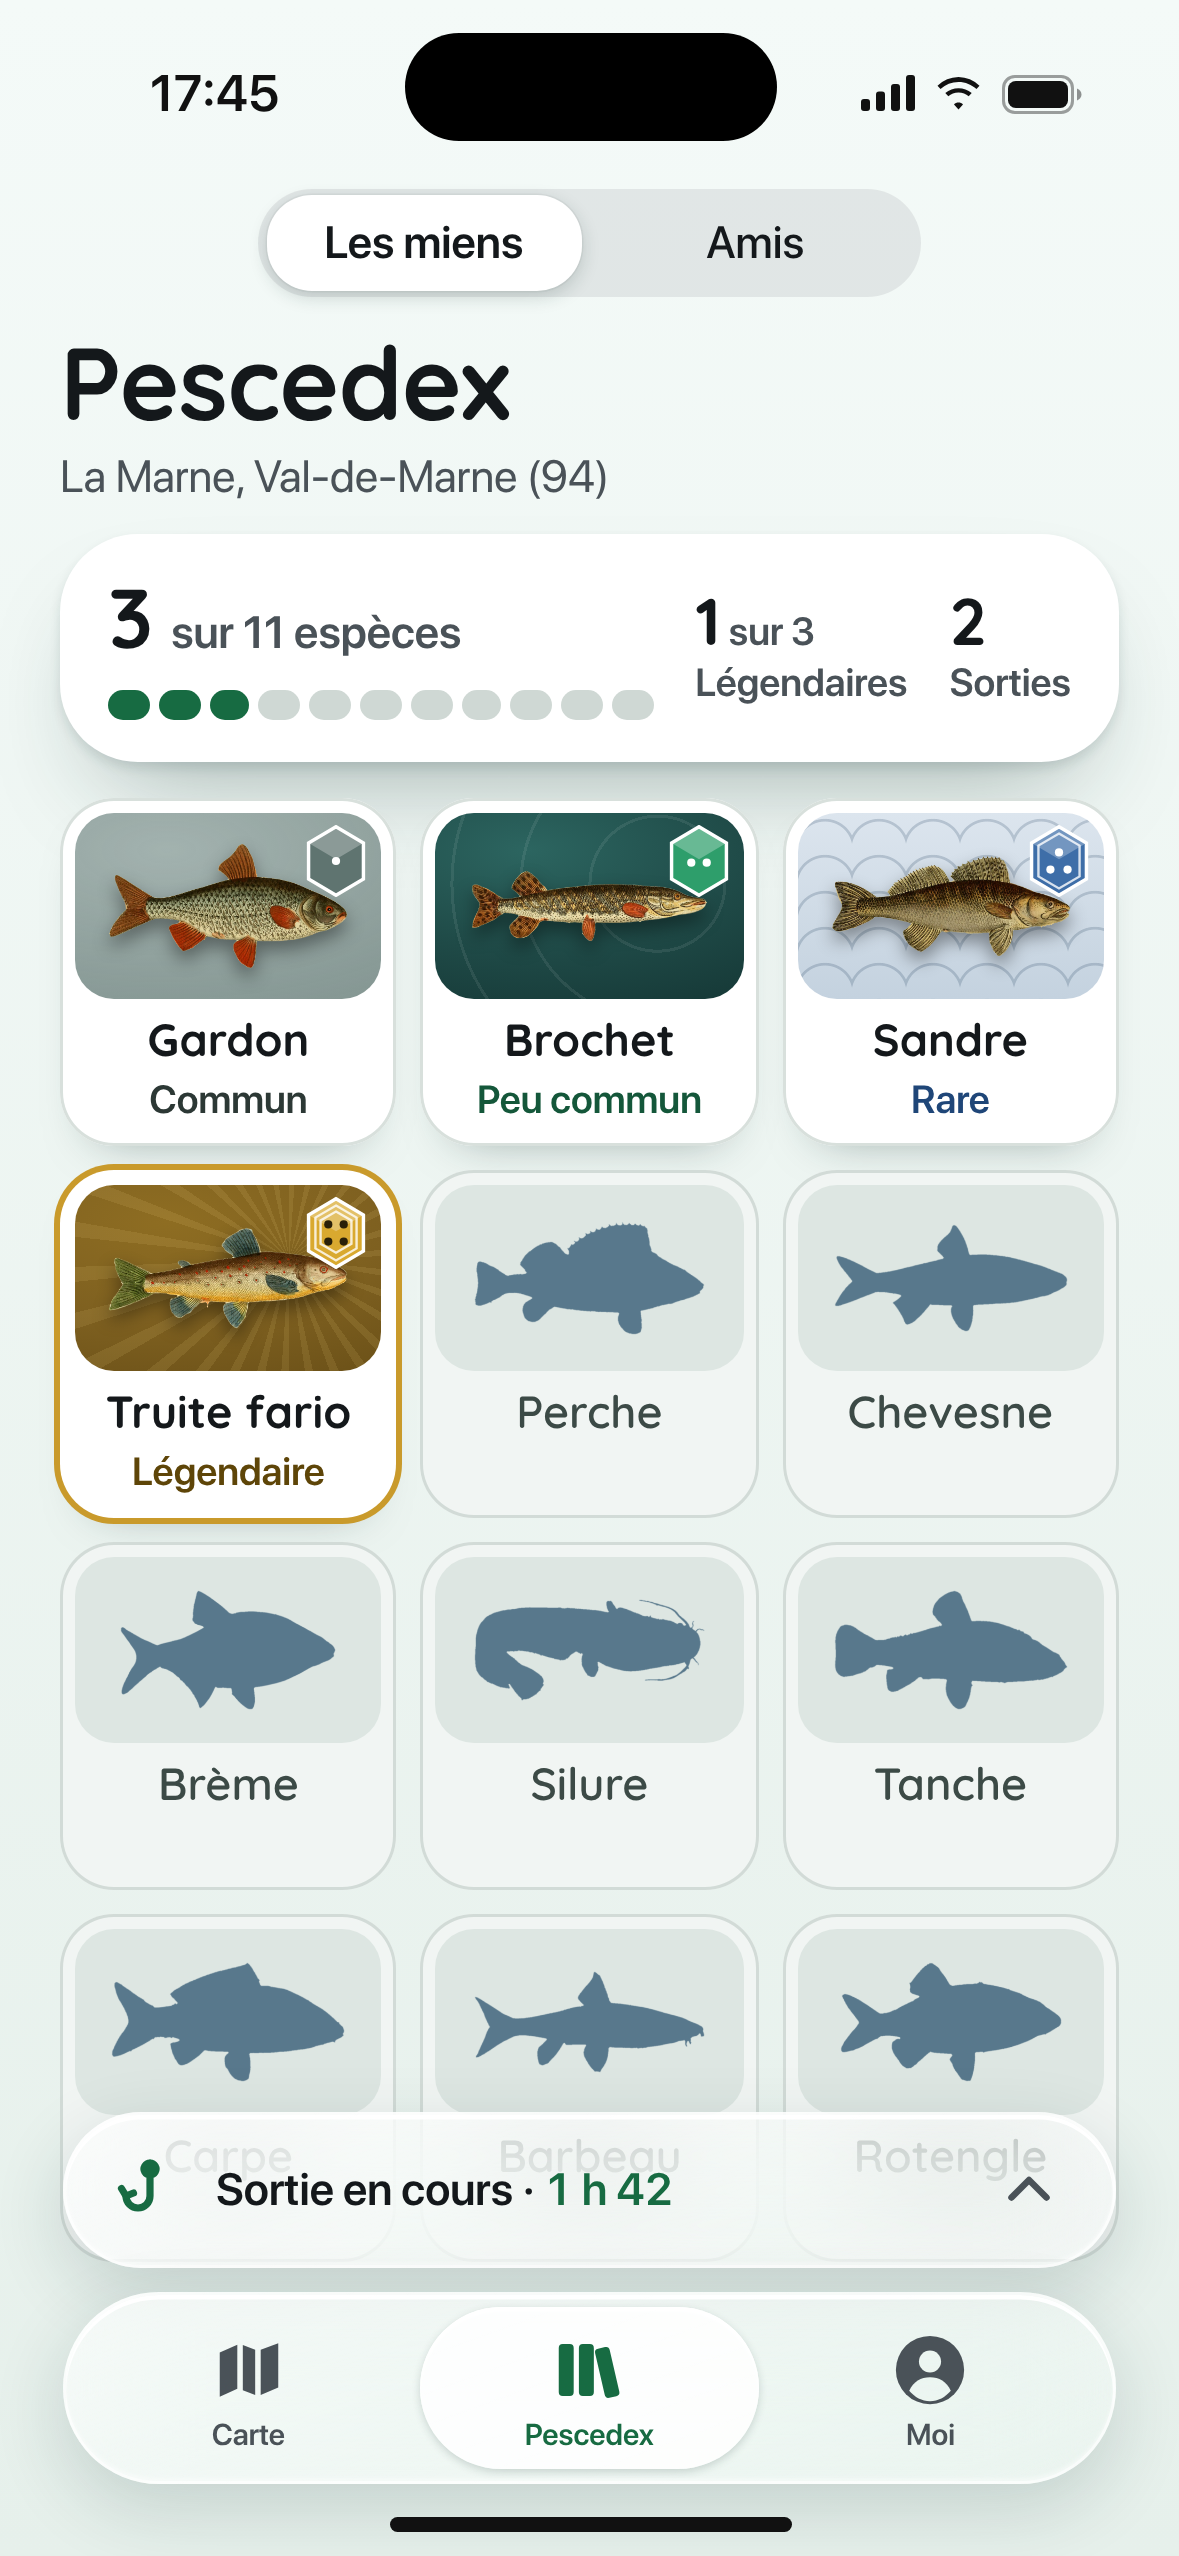 17:45
Les miens Amis
Pescedex
La Marne, Val-de-Marne (94)
3 sur 11 espèces
1 sur 3
Légendaires
2
Sorties
Gardon
Commun
Brochet
Peu commun
Sandre
Rare
Truite fario
Légendaire
Perche
Chevesne
Brème
Silure
Tanche
Carpe
Barbeau
Rotengle
Sortie en cours · 1 h 42
Carte
Pescedex
Moi